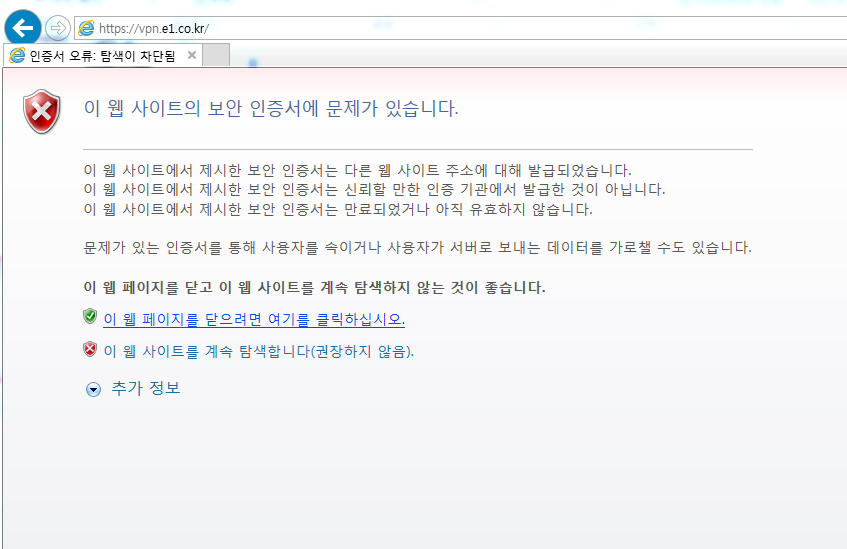 https://vpn.e1.co.kr/
인증서 오류: 탐색이 차단됨
이 웹 사이트의 보안 인증서에 문제가 있습니다.
이 웹 사이트에서 제시한 보안 인증서는 다른 웹 사이트 주소에 대해 발급되었습니다.
이 웹 사이트에서 제시한 보안 인증서는 신뢰할 만한 인증 기관에서 발급한 것이 아닙니다.
이 웹 사이트에서 제시한 보안 인증서는 만료되었거나 아직 유효하지 않습니다.
문제가 있는 인증서를 통해 사용자를 속이거나 사용자가 서버로 보내는 데이터를 가로챌 수도 있습니다.
이 웹 페이지를 닫고 이 웹 사이트를 계속 탐색하지 않는 것이 좋습니다.
이 웹 페이지를 닫으려면 여기를 클릭하십시오.
이 웹 사이트를 계속 탐색합니다(권장하지 않음).
추가 정보